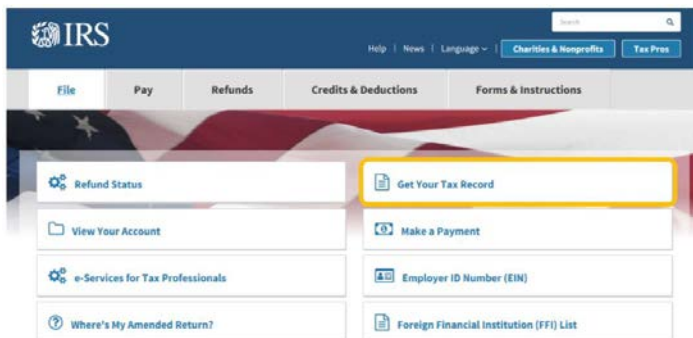 Search
IRS
Help | News | Language | Charities & Nonprofits Tax Pros
File Pay Refunds Credits & Deductions Forms & Instructions
Refund Status Get Your Tax Record
View Your Account Make a Payment
e-Services for Tax Professionals Employer ID Number (EIN)
Where's My Amended Return? Foreign Financial Institution (FFI) List